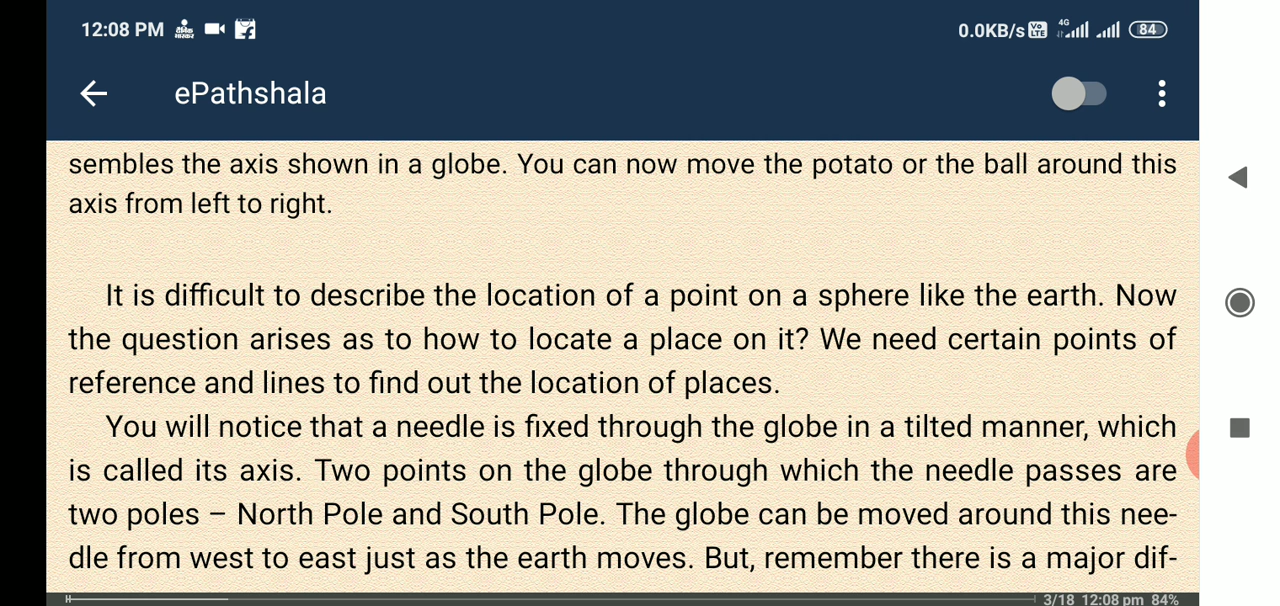 12:08 PM 0.0KB/s Vo LTE 4G 84
ePathshala
sembles the axis shown in a globe. You can now move the potato or the ball around this
axis from left to right.
It is difficult to describe the location of a point on a sphere like the earth. Now
the question arises as to how to locate a place on it? We need certain points of
reference and lines to find out the location of places.
You will notice that a needle is fixed through the globe in a tilted manner, which
is called its axis. Two points on the globe through which the needle passes are
two poles – North Pole and South Pole. The globe can be moved around this nee-
dle from west to east just as the earth moves. But, remember there is a major dif-
3/18 12:08 pm 84%